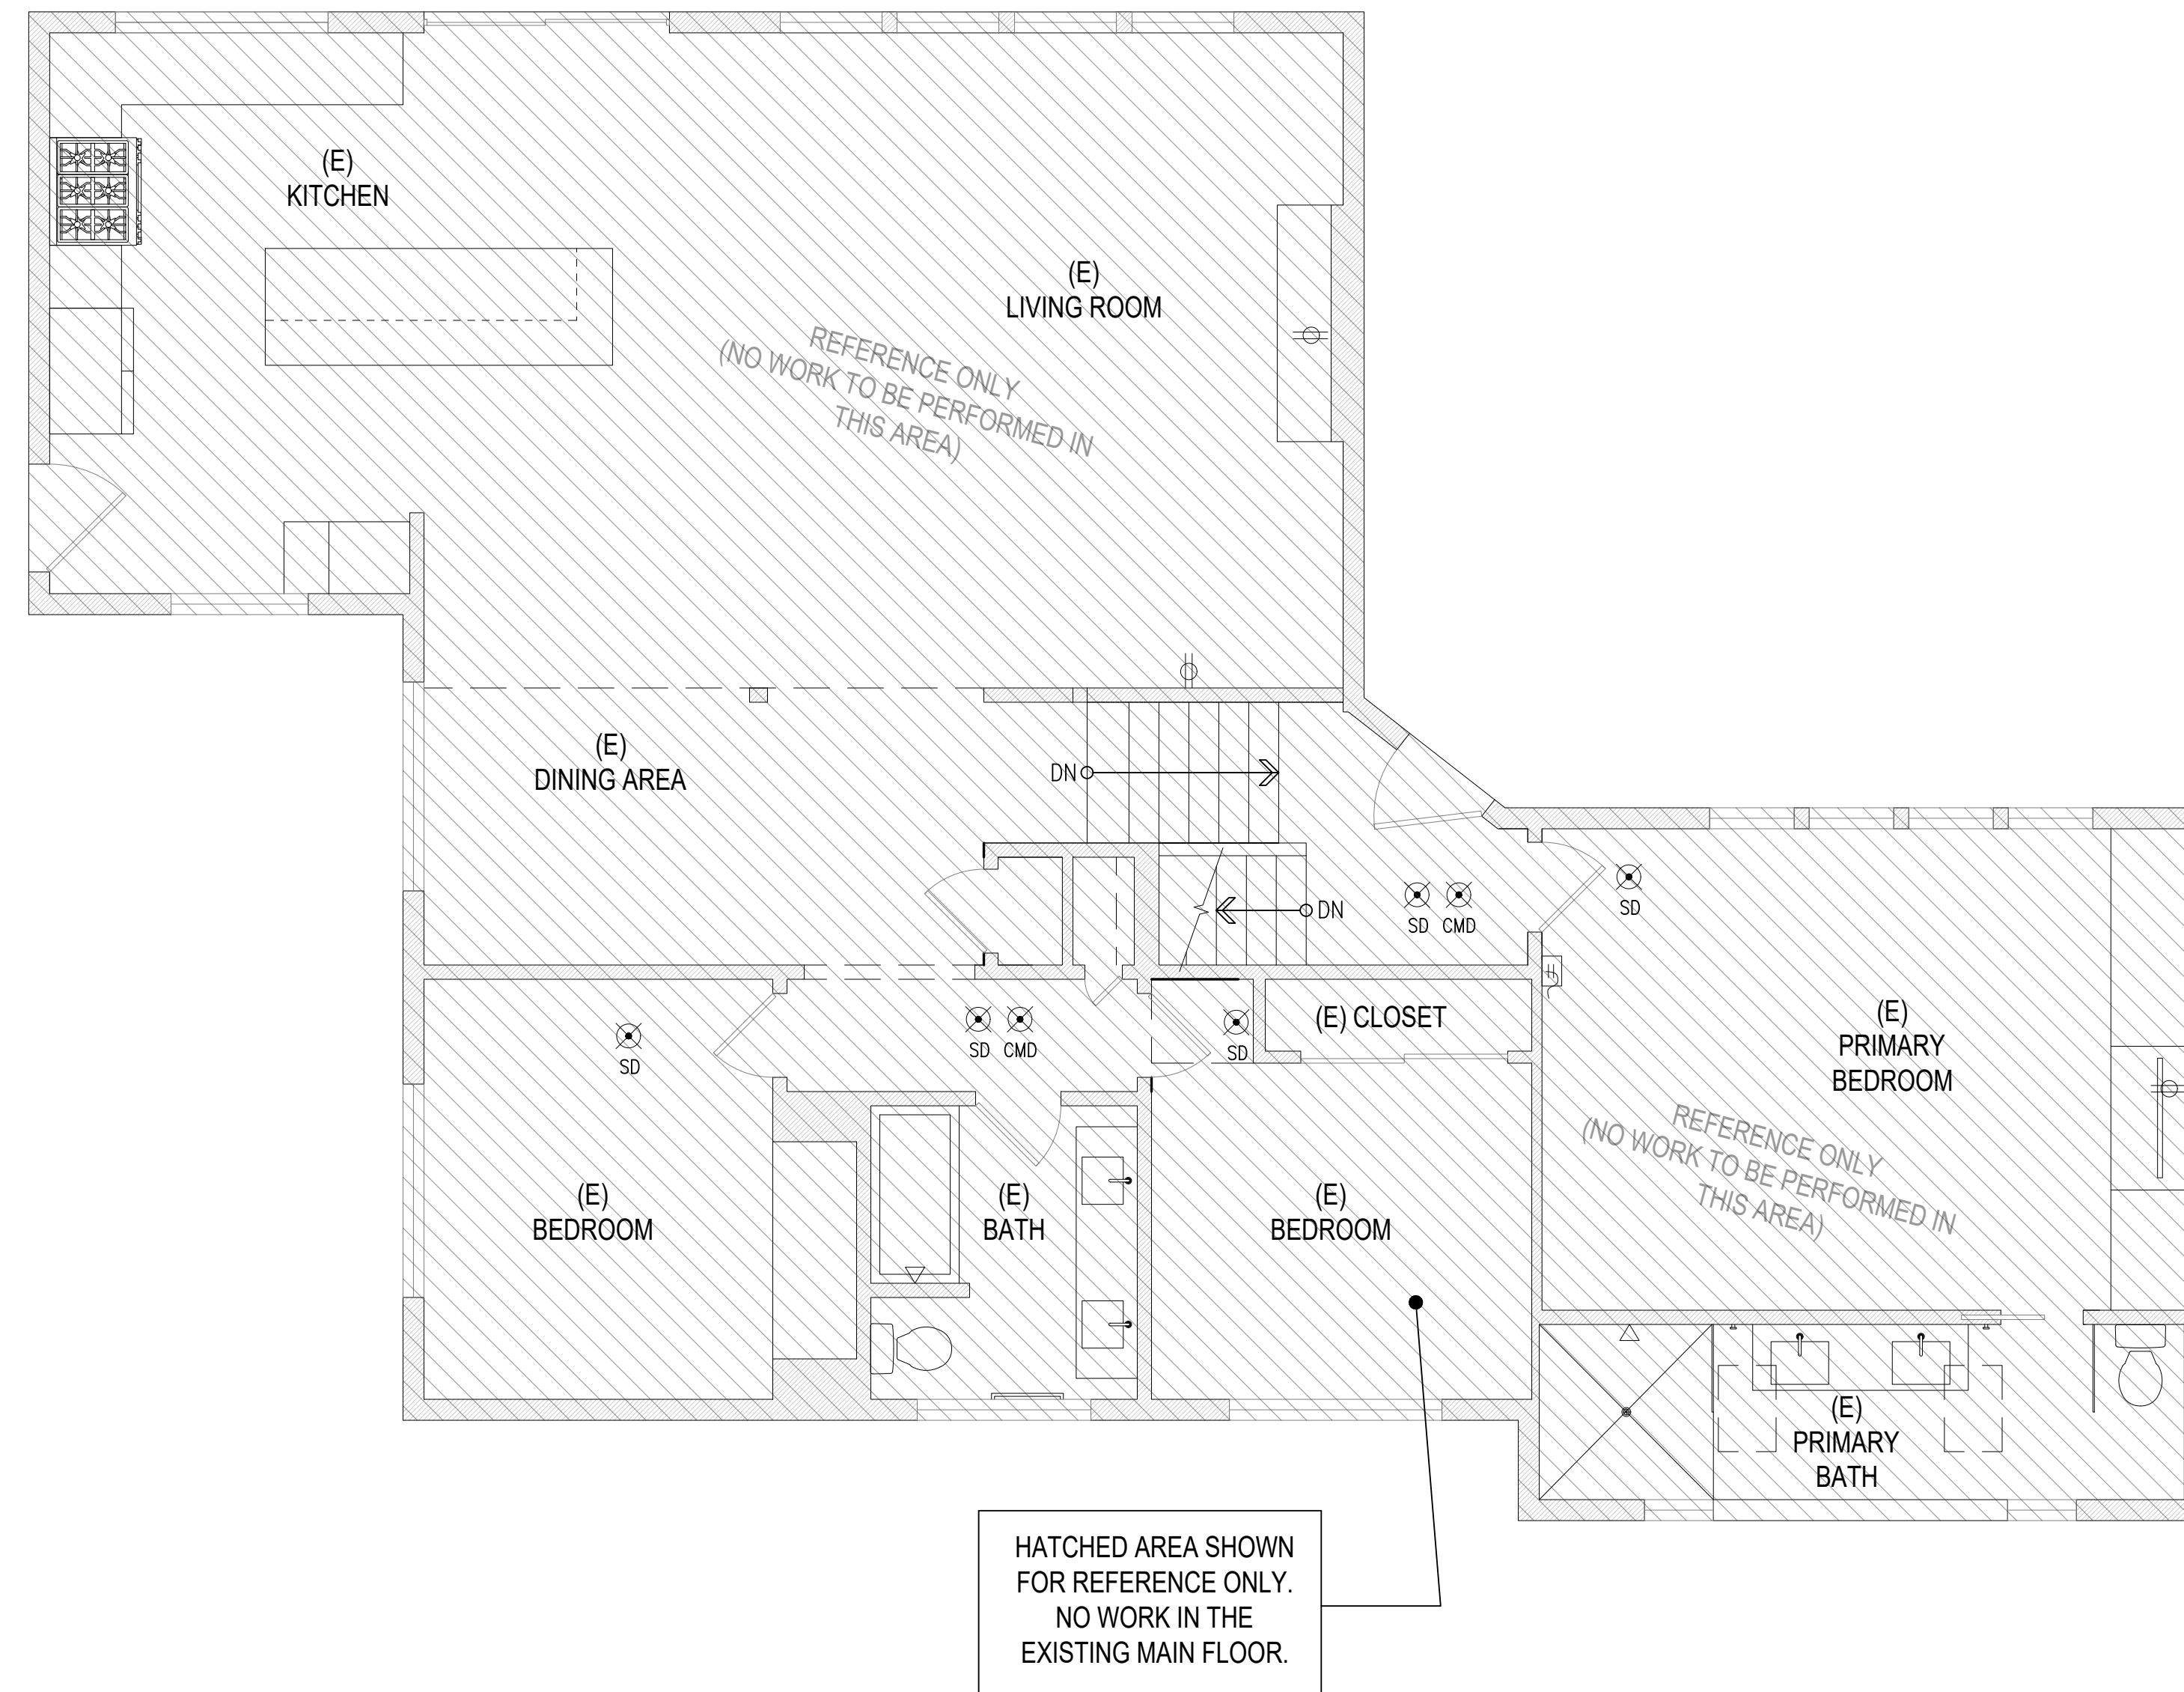 (E)
KITCHEN
(E)
LIVING ROOM
REFERENCE ONLY
(NO WORK TO BE PERFORMED IN
THIS AREA)
(E)
DINING AREA
DN
DN
SD CMD
SD
SD
SD CMD
SD
(E) CLOSET
(E)
PRIMARY
BEDROOM
REFERENCE ONLY
(NO WORK TO BE PERFORMED IN
THIS AREA)
(E)
BEDROOM
(E)
BATH
(E)
BEDROOM
(E)
PRIMARY
BATH
HATCHED AREA SHOWN
FOR REFERENCE ONLY.
NO WORK IN THE
EXISTING MAIN FLOOR.